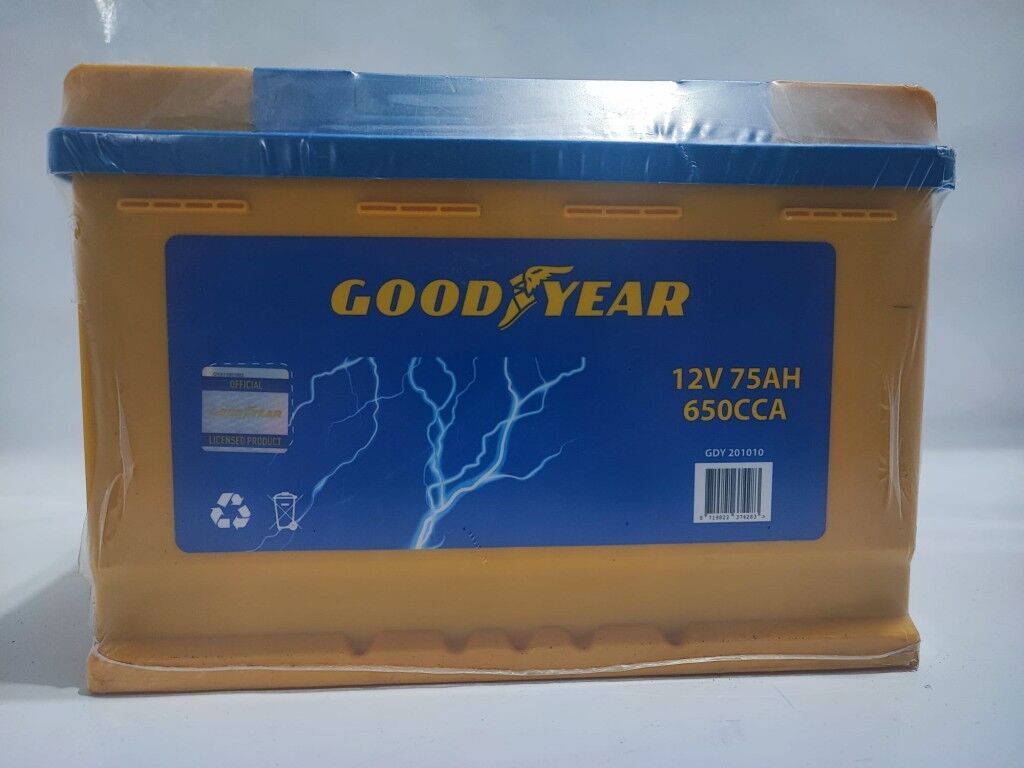 GOODYEAR
OFFICIAL
GOODYEAR
LICENSED PRODUCT
12V 75AH
650CCA
GDY 201010